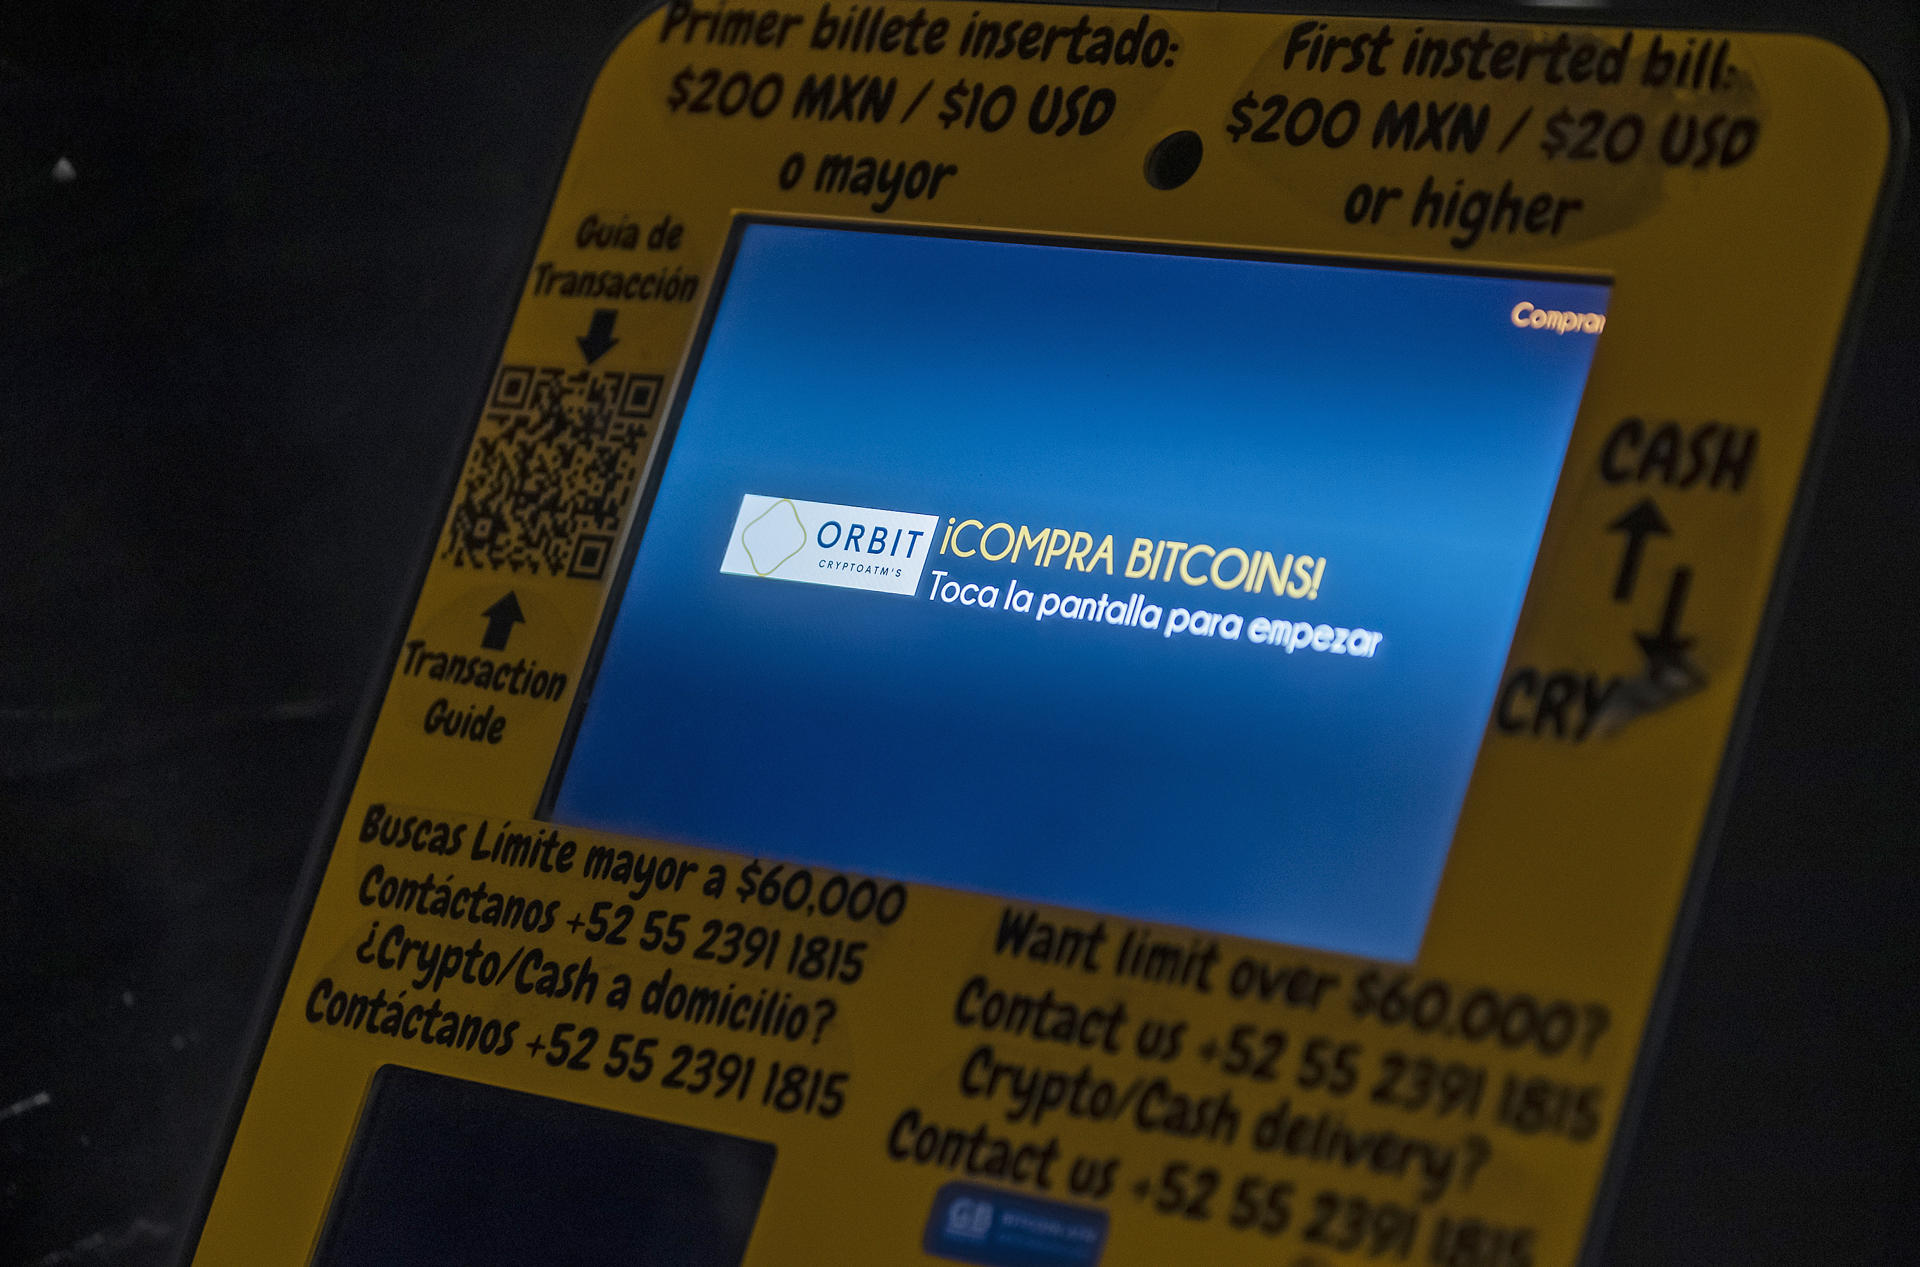 Primer billete insertado:
$200 MXN / $10 USD
o mayor
First insterted bill:
$200 MXN / $20 USD
or higher
Guía de
Transacción
Transaction
Guide
Comprar
ORBIT
CRYPTOATM'S
¡COMPRA BITCOINS!
Toca la pantalla para empezar
CASH
CRY
Buscas Límite mayor a $60,000
Contáctanos +52 55 2391 1815
¿Crypto/Cash a domicilio?
Contáctanos +52 55 2391 1815
Want limit over $60.000?
Contact us +52 55 2391 1815
Crypto/Cash delivery?
Contact us +52 55 2391 1815
GB